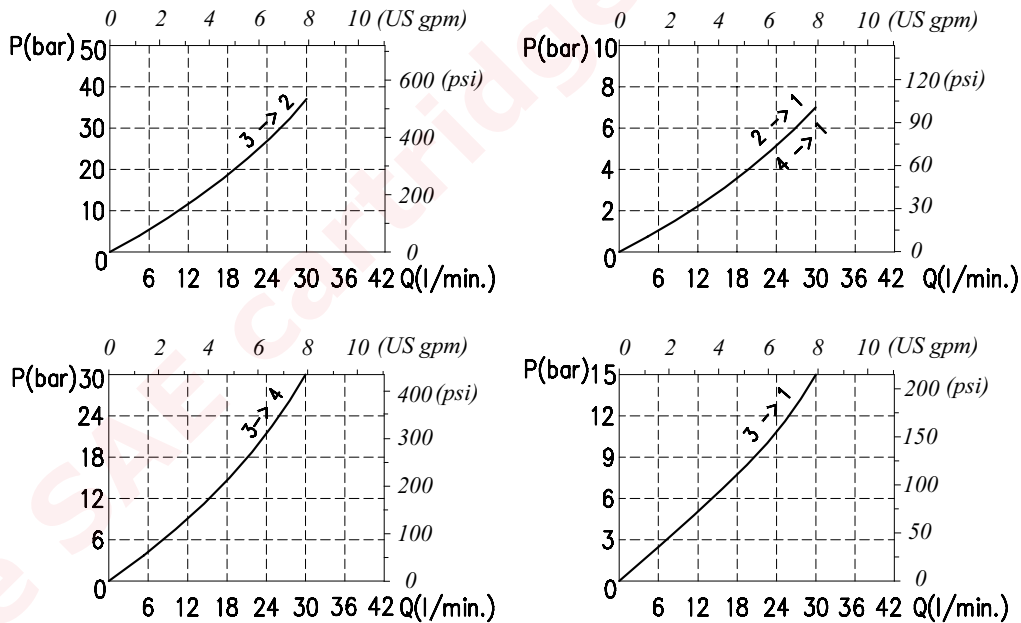 0 2 4 6 8 10 (US gpm)
P(bar) 50
40
30
20
10
0
600 (psi)
400
200
0
3 -> 2
6 12 18 24 30 36 42 Q(l/min.)
0 2 4 6 8 10 (US gpm)
P(bar) 10
8
6
4
2
0
120 (psi)
90
60
30
0
2 -> 1
4 -> 1
6 12 18 24 30 36 42 Q(l/min.)
0 2 4 6 8 10 (US gpm)
P(bar) 30
24
18
12
6
0
400 (psi)
300
200
100
0
3 -> 4
6 12 18 24 30 36 42 Q(l/min.)
0 2 4 6 8 10 (US gpm)
P(bar) 15
12
9
6
3
0
200 (psi)
150
100
50
0
3 -> 1
6 12 18 24 30 36 42 Q(l/min.)
e SAE cartridge